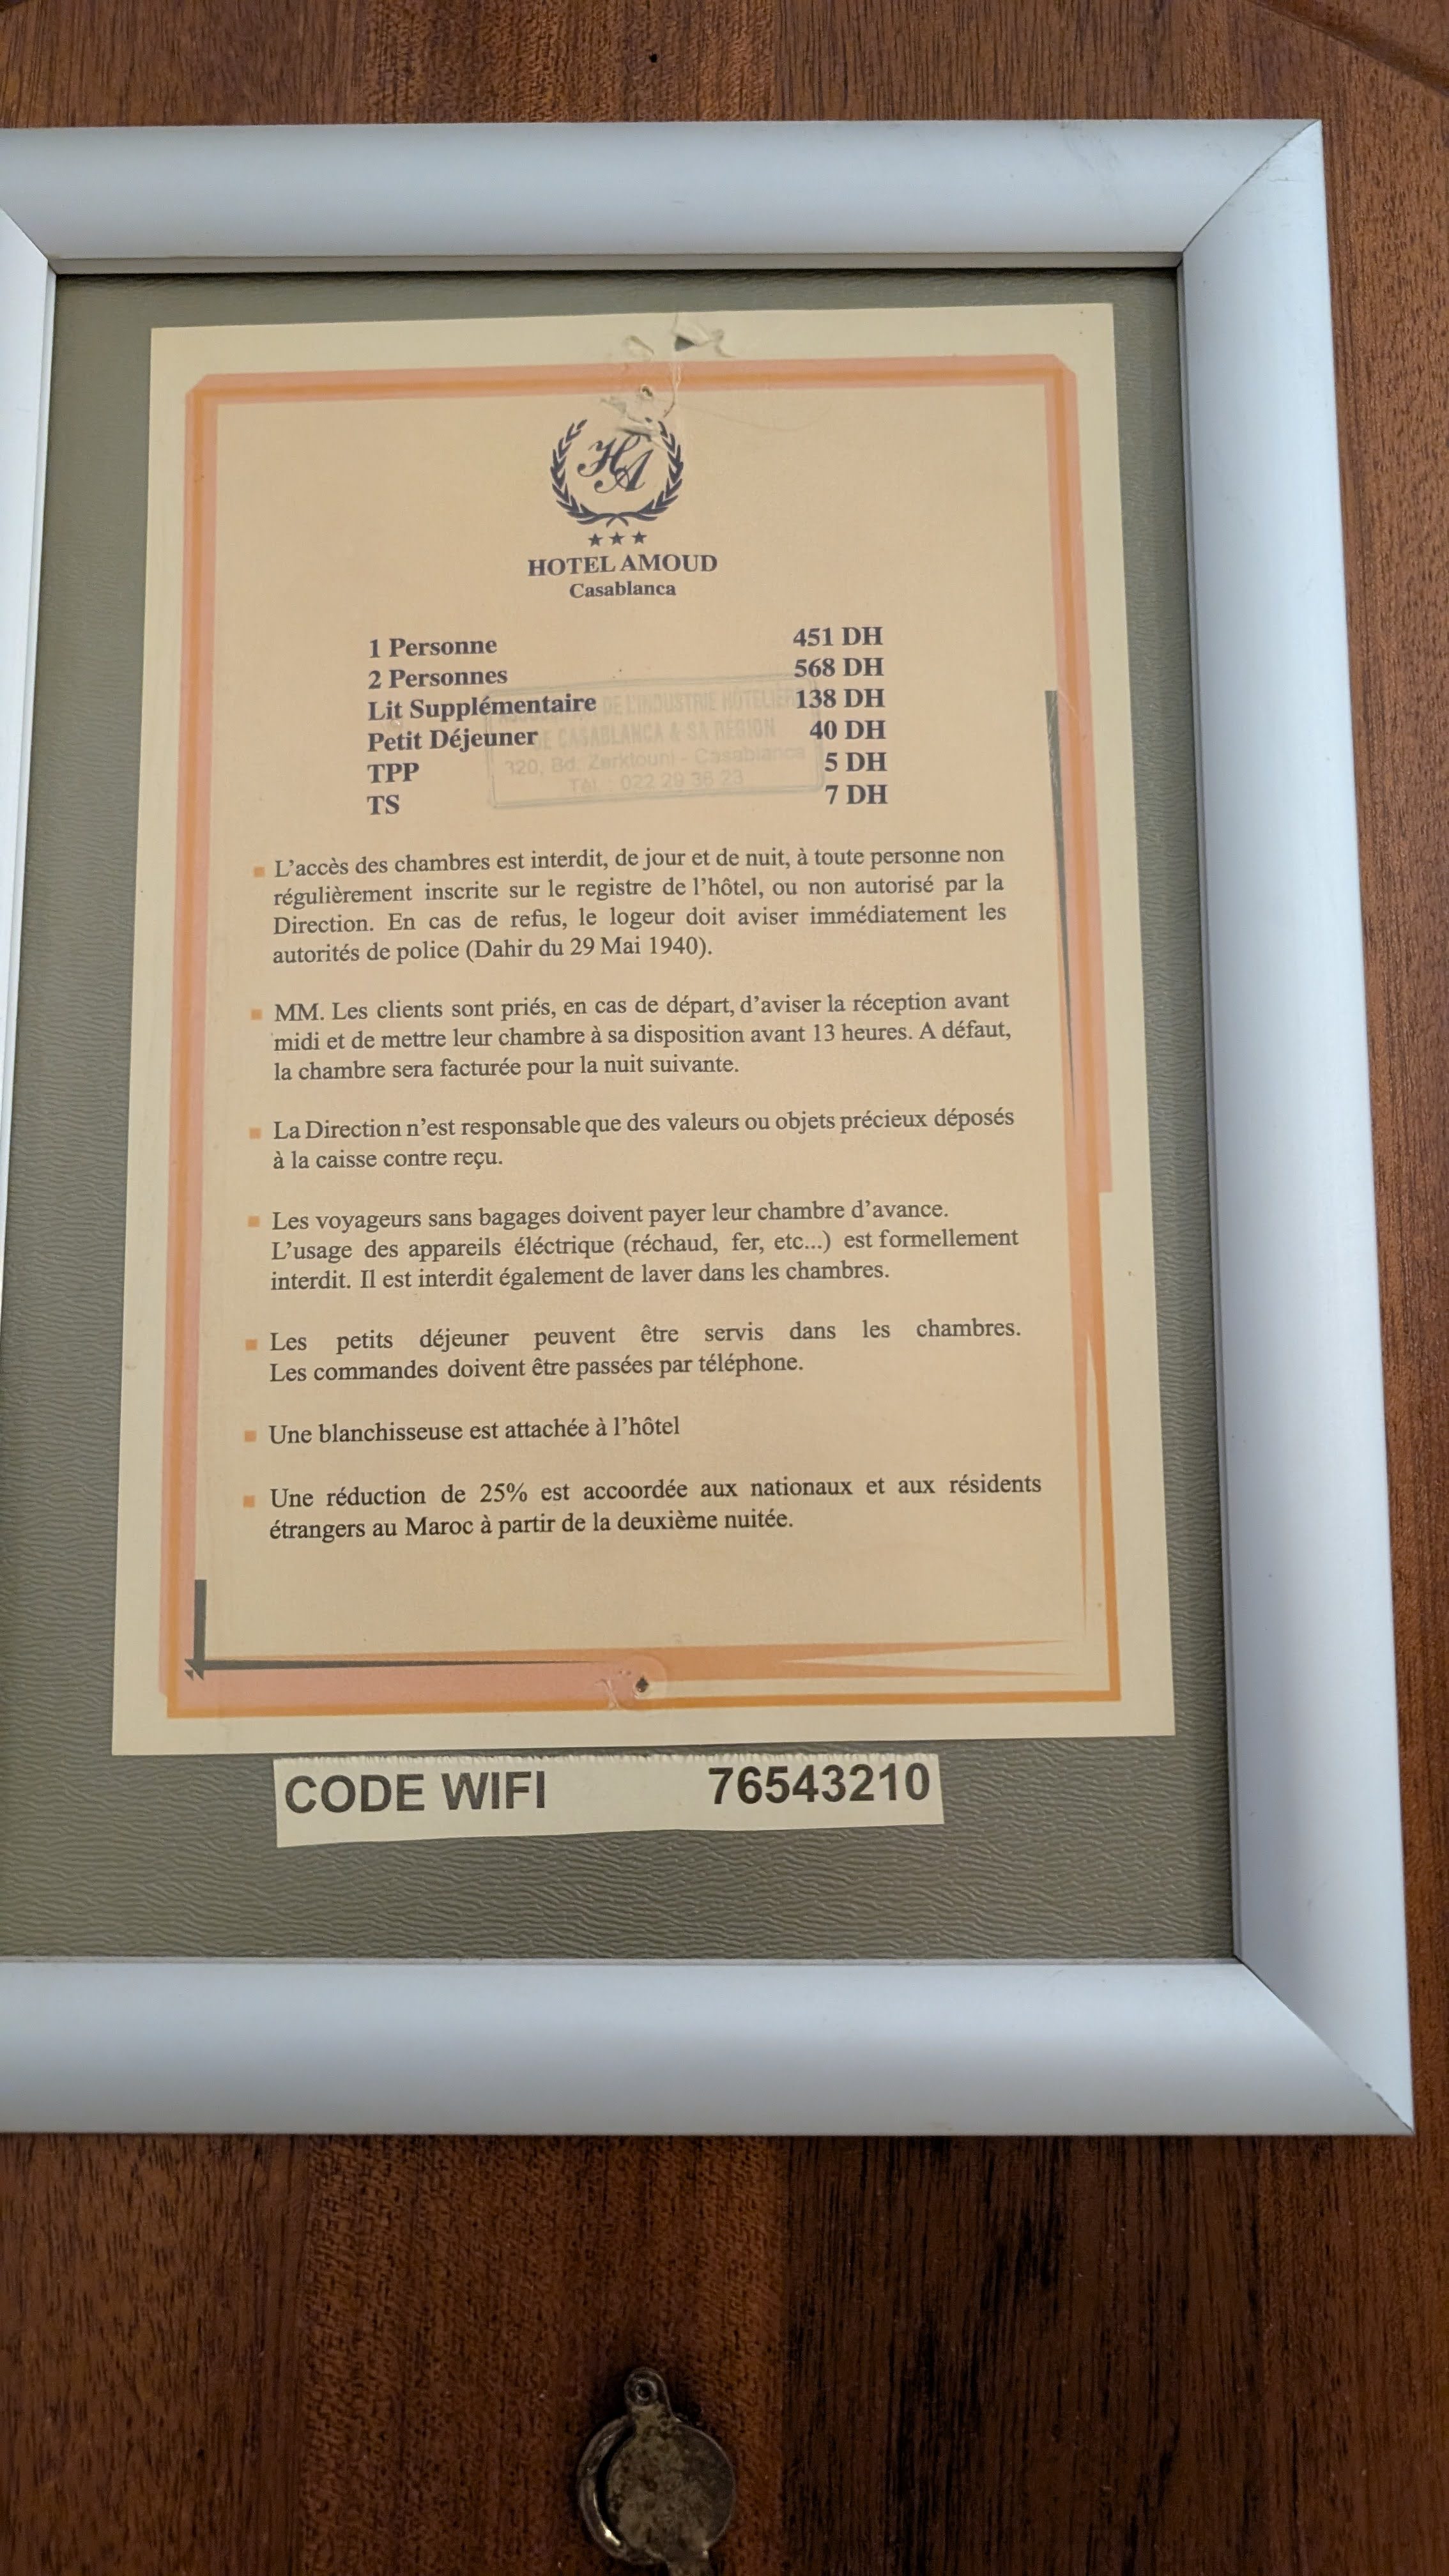 HA
HOTEL AMOUD
Casablanca
1 Personne 451 DH
2 Personnes 568 DH
Lit Supplémentaire 138 DH
Petit Déjeuner 40 DH
TPP 5 DH
TS 7 DH
DE L'INDUSTRIE HÔTELIÈRE
DE CASABLANCA & SA RÉGION
320, Bd. Zerktouni - Casablanca
Tél. : 022 29 36 23
L'accès des chambres est interdit, de jour et de nuit, à toute personne non
régulièrement inscrite sur le registre de l'hôtel, ou non autorisé par la
Direction. En cas de refus, le logeur doit aviser immédiatement les
autorités de police (Dahir du 29 Mai 1940).
MM. Les clients sont priés, en cas de départ, d'aviser la réception avant
midi et de mettre leur chambre à sa disposition avant 13 heures. A défaut,
la chambre sera facturée pour la nuit suivante.
La Direction n'est responsable que des valeurs ou objets précieux déposés
à la caisse contre reçu.
Les voyageurs sans bagages doivent payer leur chambre d'avance.
L'usage des appareils éléctrique (réchaud, fer, etc...) est formellement
interdit. Il est interdit également de laver dans les chambres.
Les petits déjeuner peuvent être servis dans les chambres.
Les commandes doivent être passées par téléphone.
Une blanchisseuse est attachée à l'hôtel
Une réduction de 25% est accoordée aux nationaux et aux résidents
étrangers au Maroc à partir de la deuxième nuitée.
CODE WIFI 76543210